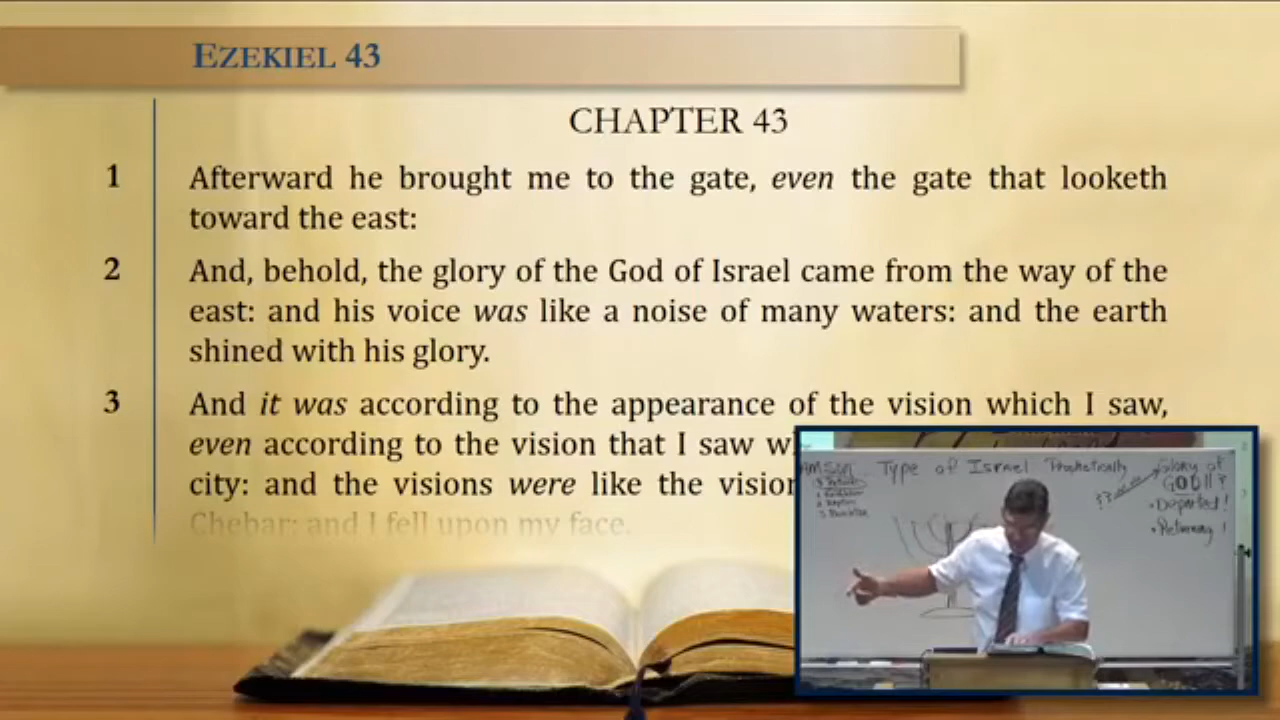 EZEKIEL 43
CHAPTER 43
1 Afterward he brought me to the gate, even the gate that looketh
toward the east:
2 And, behold, the glory of the God of Israel came from the way of the
east: and his voice was like a noise of many waters: and the earth
shined with his glory.
3 And it was according to the appearance of the vision which I saw,
even according to the vision that I saw w
city: and the visions were like the vision
Chebar; and I fell upon my face.
AMSON Type of Israel Prophetically
Glory of
GOD!!?
• Departed!
• Returning!